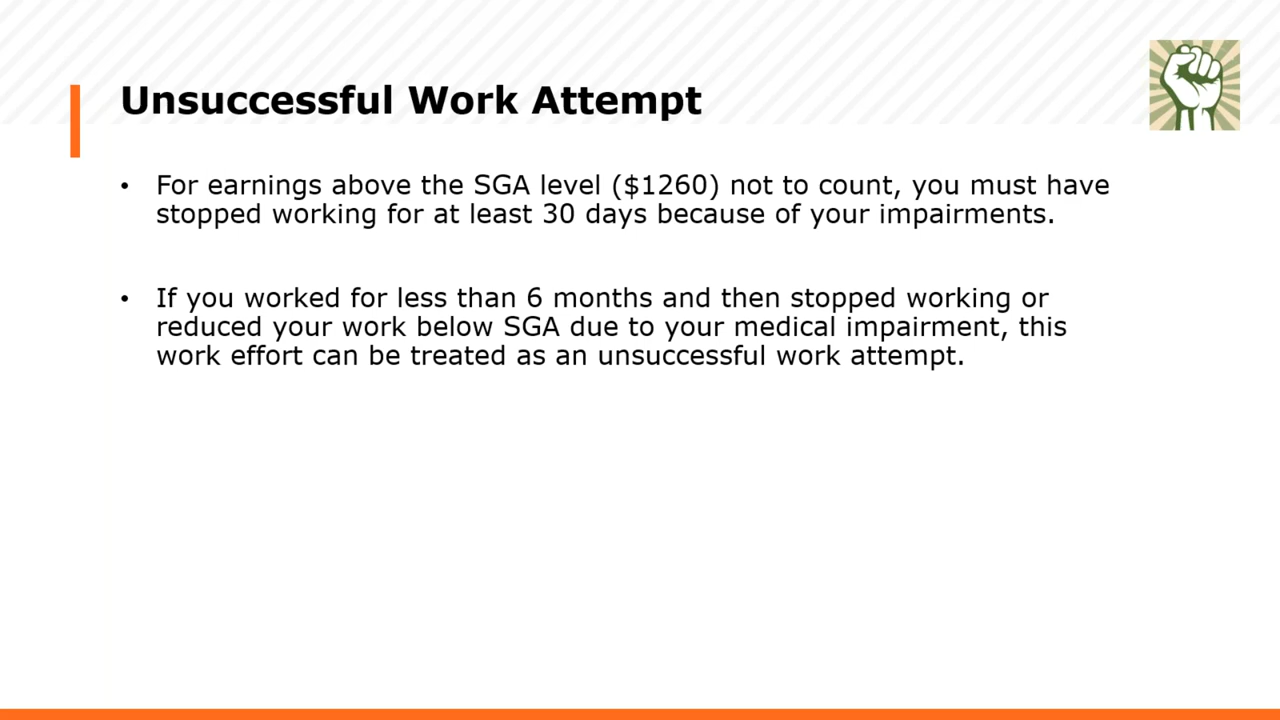 Unsuccessful Work Attempt
• For earnings above the SGA level ($1260) not to count, you must have
stopped working for at least 30 days because of your impairments.
• If you worked for less than 6 months and then stopped working or
reduced your work below SGA due to your medical impairment, this
work effort can be treated as an unsuccessful work attempt.